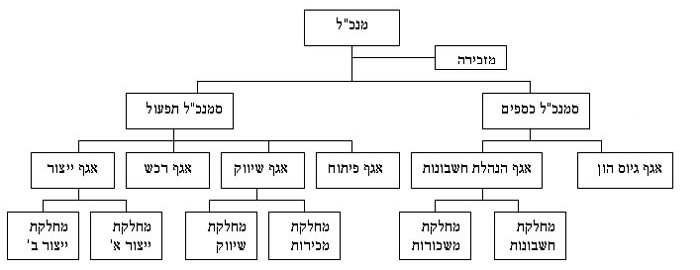 מנכ"ל
מזכירה
סמנכ"ל כספים
סמנכ"ל תפעול
אגף גיוס הון
אגף הנהלת חשבונות
אגף פיתוח
אגף שיווק
אגף רכש
אגף ייצור
מחלקת
חשבונות
מחלקת
משכורות
מחלקת
מכירות
מחלקת
שיווק
מחלקת
ייצור א'
מחלקת
ייצור ב'